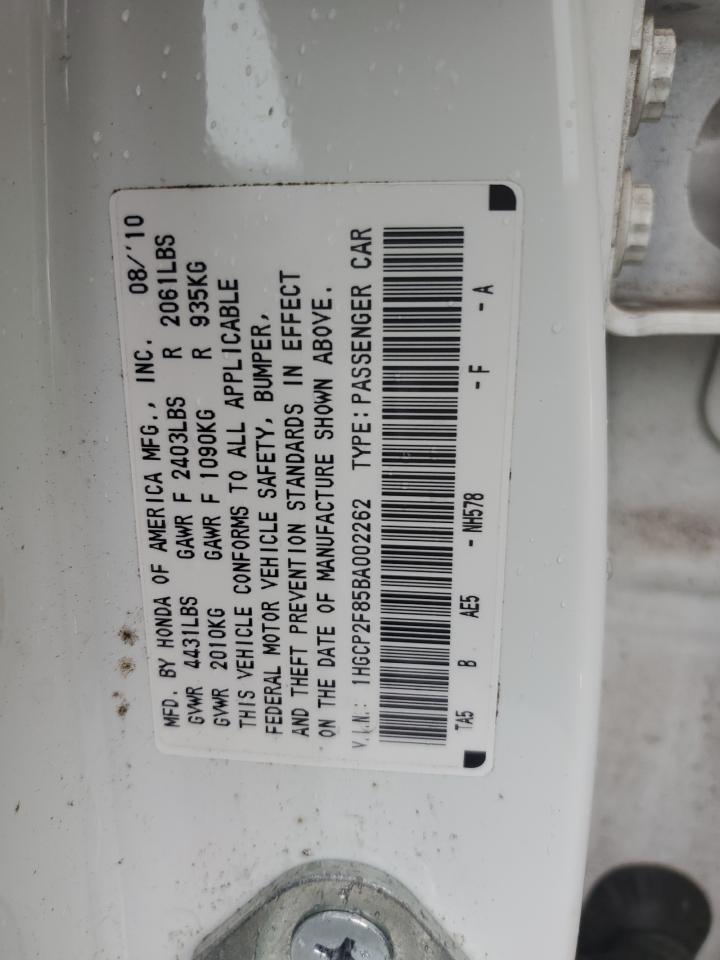 MFD. BY HONDA OF AMERICA MFG., INC. 08/'10
GVWR 4431LBS GAWR F 2403LBS R 2061LBS
GVWR 2010KG GAWR F 1090KG R 935KG
THIS VEHICLE CONFORMS TO ALL APPLICABLE
FEDERAL MOTOR VEHICLE SAFETY, BUMPER,
AND THEFT PREVENTION STANDARDS IN EFFECT
ON THE DATE OF MANUFACTURE SHOWN ABOVE.
V.I.N.: 1HGCP2F85BA002262 TYPE: PASSENGER CAR
TA5 B AE5 - NH578 - F - A